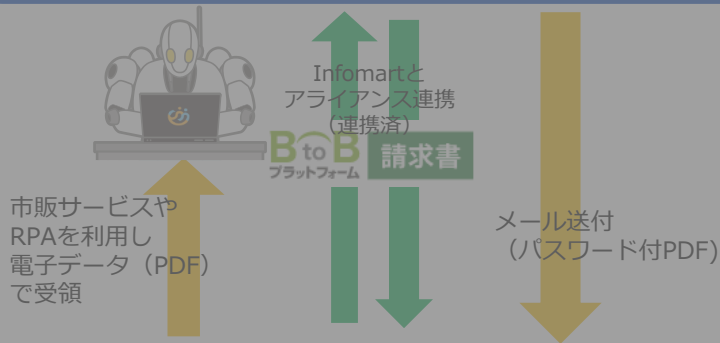 Infomartと
アライアンス連携
（連携済）
BtoB
プラットフォーム
請求書
市販サービスや
RPAを利用し
電子データ（PDF）
で受領
メール送付
（パスワード付PDF)